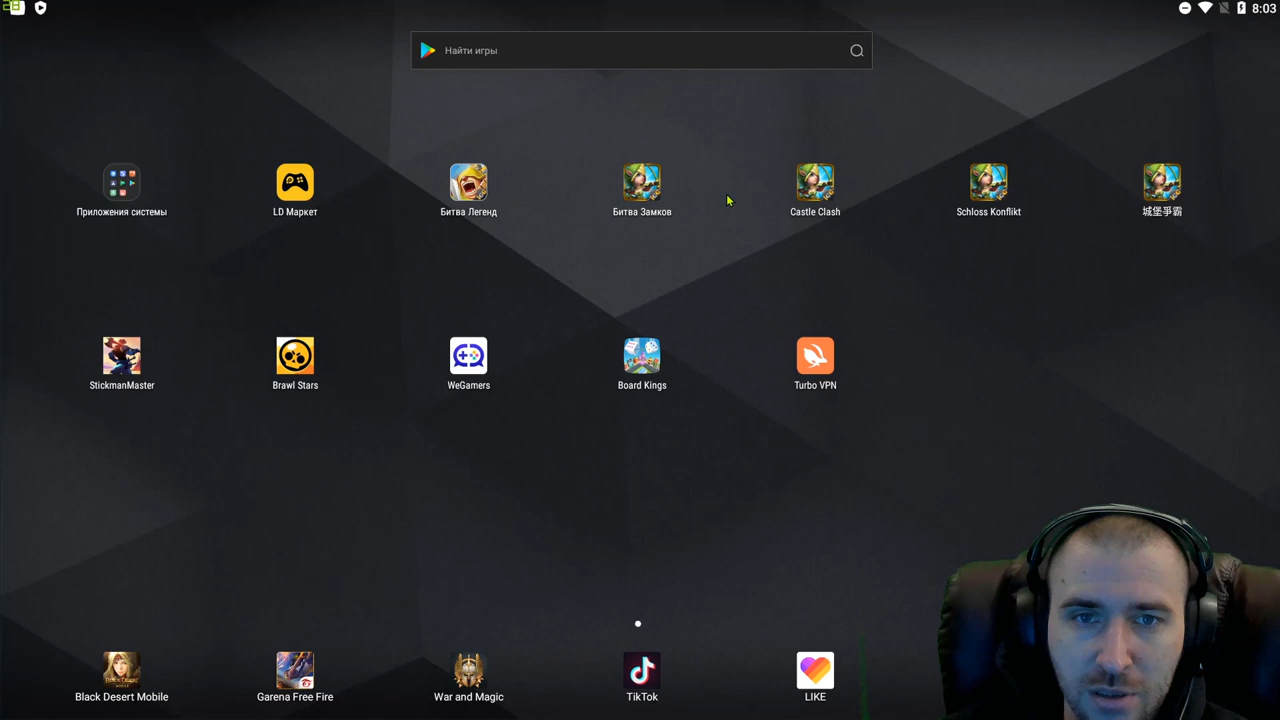 28
8:03
Найти игры
Приложения системы
LD Маркет
Битва Легенд
Битва Замков
Castle Clash
Schloss Konflikt
城堡爭霸
StickmanMaster
Brawl Stars
WeGamers
Board Kings
Turbo VPN
Black Desert Mobile
Garena Free Fire
War and Magic
TikTok
LIKE